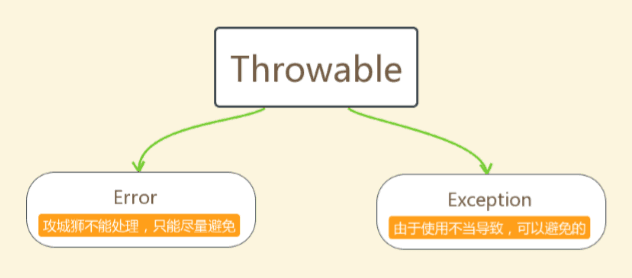 Throwable
Error
攻城狮不能处理，只能尽量避免
Exception
由于使用不当导致，可以避免的